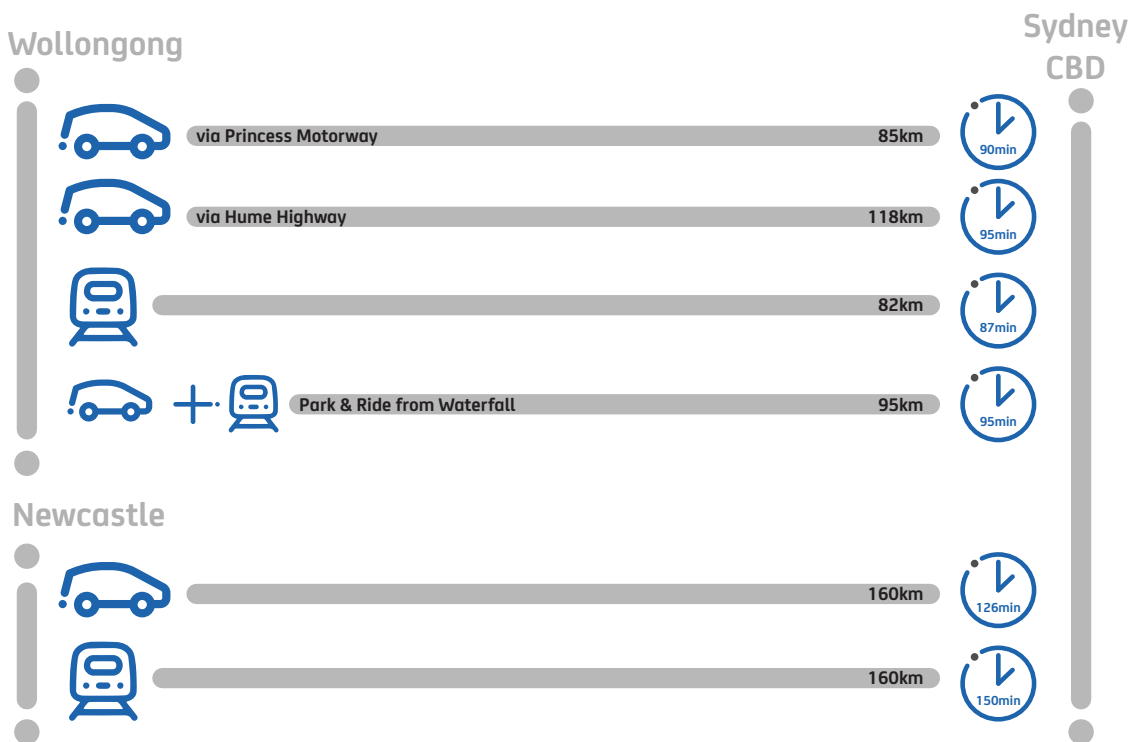 Wollongong
Sydney
CBD
via Princess Motorway 85km 90min
via Hume Highway 118km 95min
82km 87min
Park & Ride from Waterfall 95km 95min
Newcastle
160km 126min
160km 150min